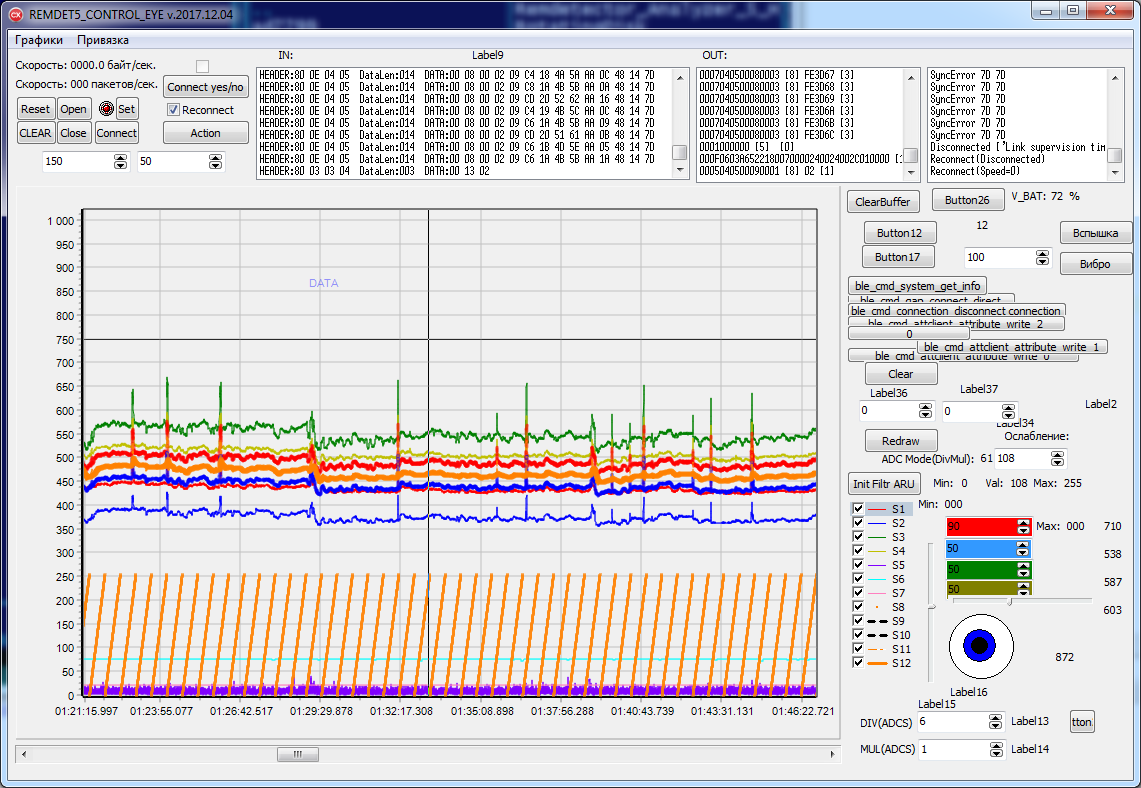 Remdetector_Analyzer_S_M
REMDET5_CONTROL_EYE v.2017.12.04
Графики Привязка
IN: Label9 OUT:
Скорость: 0000.0 байт/сек.
Скорость: 000 пакетов/сек.
Connect yes/no
Reset Open Set
Reconnect
CLEAR Close Connect Action
150 50
HEADER:80 0E 04 05 DataLen:014 DATA:00 08 00 02 09 C4 18 4A 5A AA 0C 48 14 7D
HEADER:80 0E 04 05 DataLen:014 DATA:00 08 00 02 09 C8 1A 4B 5A AA 0B 48 14 7D
HEADER:80 0E 04 05 DataLen:014 DATA:00 08 00 02 09 CD 20 52 62 AA 16 48 14 7D
HEADER:80 0E 04 05 DataLen:014 DATA:00 08 00 02 09 C4 19 4B 5C AA 0C 48 14 7D
HEADER:80 0E 04 05 DataLen:014 DATA:00 08 00 02 09 C6 1A 4B 5B AA 09 48 14 7D
HEADER:80 0E 04 05 DataLen:014 DATA:00 08 00 02 09 CD 20 51 61 AA 0B 48 14 7D
HEADER:80 0E 04 05 DataLen:014 DATA:00 08 00 02 09 C6 1B 4D 5E AA 05 48 14 7D
HEADER:80 0E 04 05 DataLen:014 DATA:00 08 00 02 09 C6 1A 4B 5B AA 1A 48 14 7D
HEADER:80 03 03 04 DataLen:003 DATA:00 13 02
0007040500080003 [8] FE3D67 [3]
0007040500080003 [8] FE3D68 [3]
0007040500080003 [8] FE3D69 [3]
0007040500080003 [8] FE3D6A [3]
0007040500080003 [8] FE3D6B [3]
0007040500080003 [8] FE3D6C [3]
0001000000 [5] [0]
000F0603A6522180070000240024002C010000 [1
0005040500090001 [8] 02 [1]
SyncError 7D 7D
SyncError 7D 7D
SyncError 7D 7D
SyncError 7D 7D
SyncError 7D 7D
SyncError 7D 7D
Disconnected ['Link supervision tim
Reconnect(Disconnected)
Reconnect(Speed=0)
DATA
1 000
950
900
850
800
750
700
650
600
550
500
450
400
350
300
250
200
150
100
50
0
01:21:15.997 01:23:55.077 01:26:42.517 01:29:29.878 01:32:17.308 01:35:08.898 01:37:56.288 01:40:43.739 01:43:31.131 01:46:22.721
ClearBuffer Button26 V_BAT: 72 %
Button12 12 Вспышка
Button17 100 Вибро
ble_cmd_system_get_info
ble_cmd_gap_connect_direct
ble_cmd_connection_disconnect connection
ble_cmd_attclient_attribute_write_2
0
ble_cmd_attclient_attribute_write_1
ble_cmd_attclient_attribute_write_0
Clear
Label36 Label37
0 0 Label2
Label34
Redraw Ослабление:
ADC Mode(DivMul): 61 108
Init Filtr ARU Min: 0 Val: 108 Max: 255
Min: 000
S1
S2
S3
S4
S5
S6
S7
S8
S9
S10
S11
S12
90 Max: 000 710
50 538
50 587
50 603
872
Label16
Label15
DIV(ADCS) 6 Label13 tton
MUL(ADCS) 1 Label14